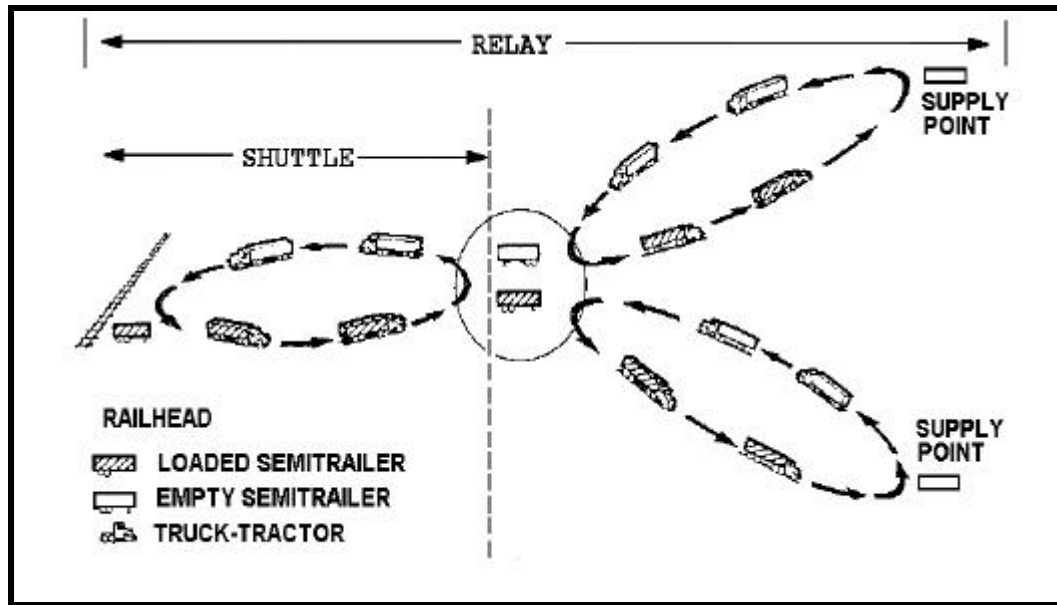 RELAY
SUPPLY
POINT
SHUTTLE
RAILHEAD
LOADED SEMITRAILER
EMPTY SEMITRAILER
TRUCK-TRACTOR
SUPPLY
POINT